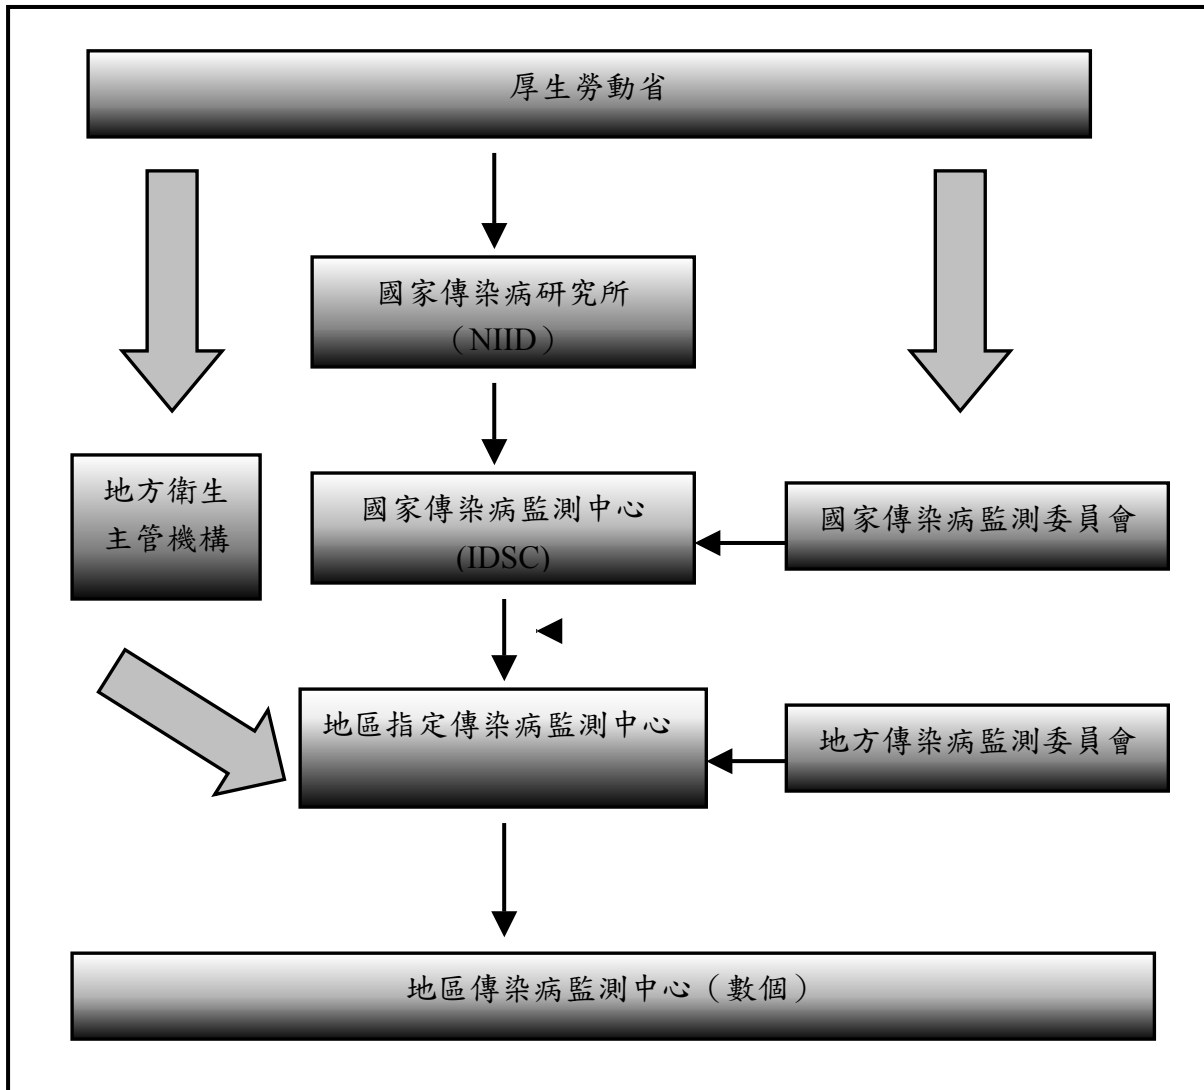 厚生勞動省
國家傳染病研究所
（NIID）
地方衛生
主管機構
國家傳染病監測中心
(IDSC)
國家傳染病監測委員會
地區指定傳染病監測中心
地方傳染病監測委員會
地區傳染病監測中心（數個）